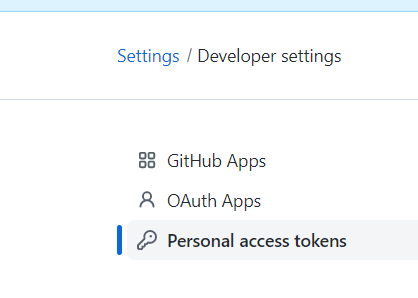 Settings / Developer settings
GitHub Apps
OAuth Apps
Personal access tokens